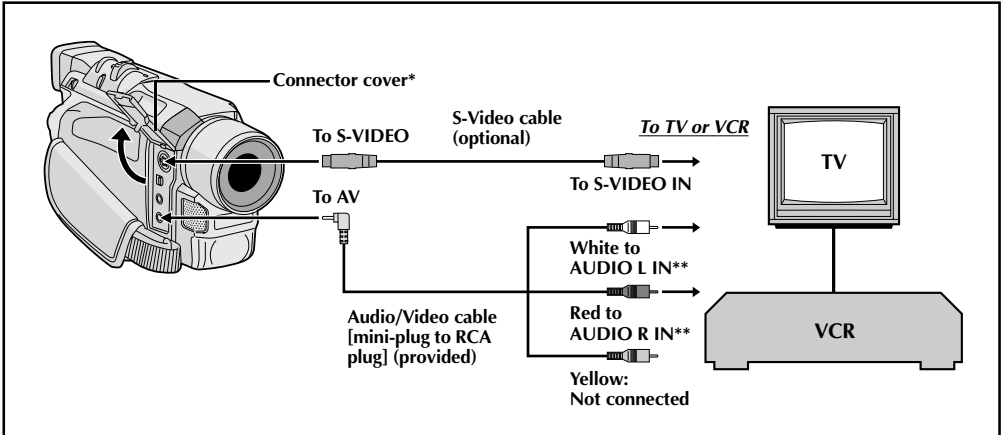 Connector cover*
S-Video cable
(optional)
To TV or VCR
To S-VIDEO
TV
To S-VIDEO IN
To AV
White to
AUDIO L IN**
Audio/Video cable
[mini-plug to RCA
plug] (provided)
Red to
AUDIO R IN**
VCR
Yellow:
Not connected